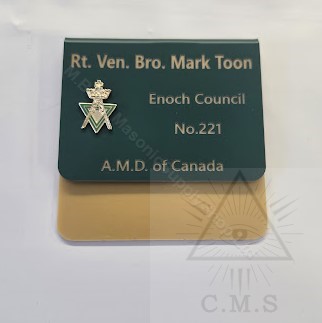 Rt. Ven. Bro. Mark Toon
Enoch Council
No.221
A.M.D. of Canada
C.M.S